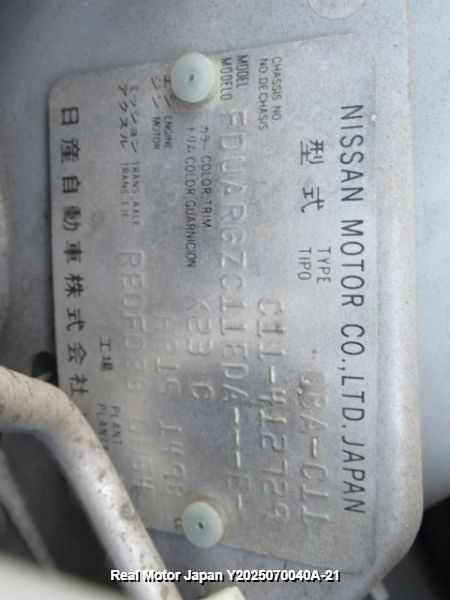 NISSAN MOTOR CO., LTD. JAPAN
型式 TYPE TIPO DBA-C11
CHASSIS NO. NO. DE CHASIS C11-412729
MODEL MODELO
カラー COLOR, TRIM
トリム COLOR, GUARNICION K23 G
エンジン ENGINE MOTOR HR15 1498 CC
ミッション TRANS. AXLE
アクスル TRANS. EJE RE0F02B
工場 PLANT PLANTA
日産自動車株式会社
Real Motor Japan Y2025070040A-21